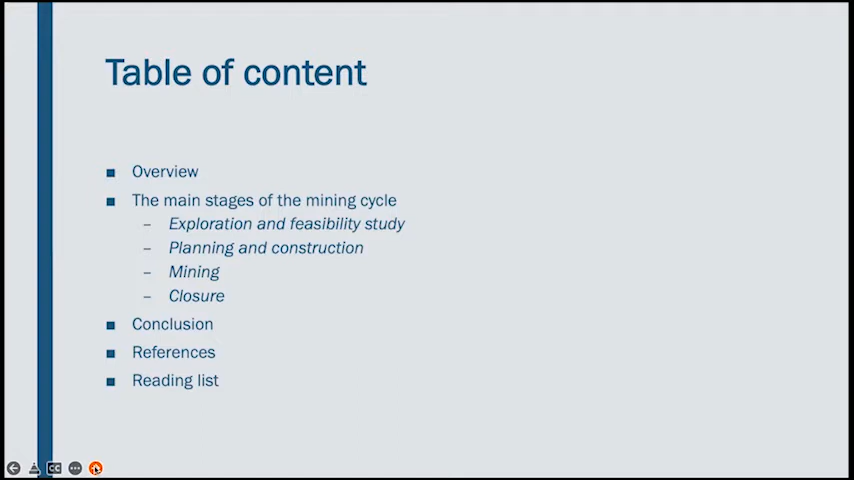 Table of content
■ Overview
■ The main stages of the mining cycle
– Exploration and feasibility study
– Planning and construction
– Mining
– Closure
■ Conclusion
■ References
■ Reading list
CC